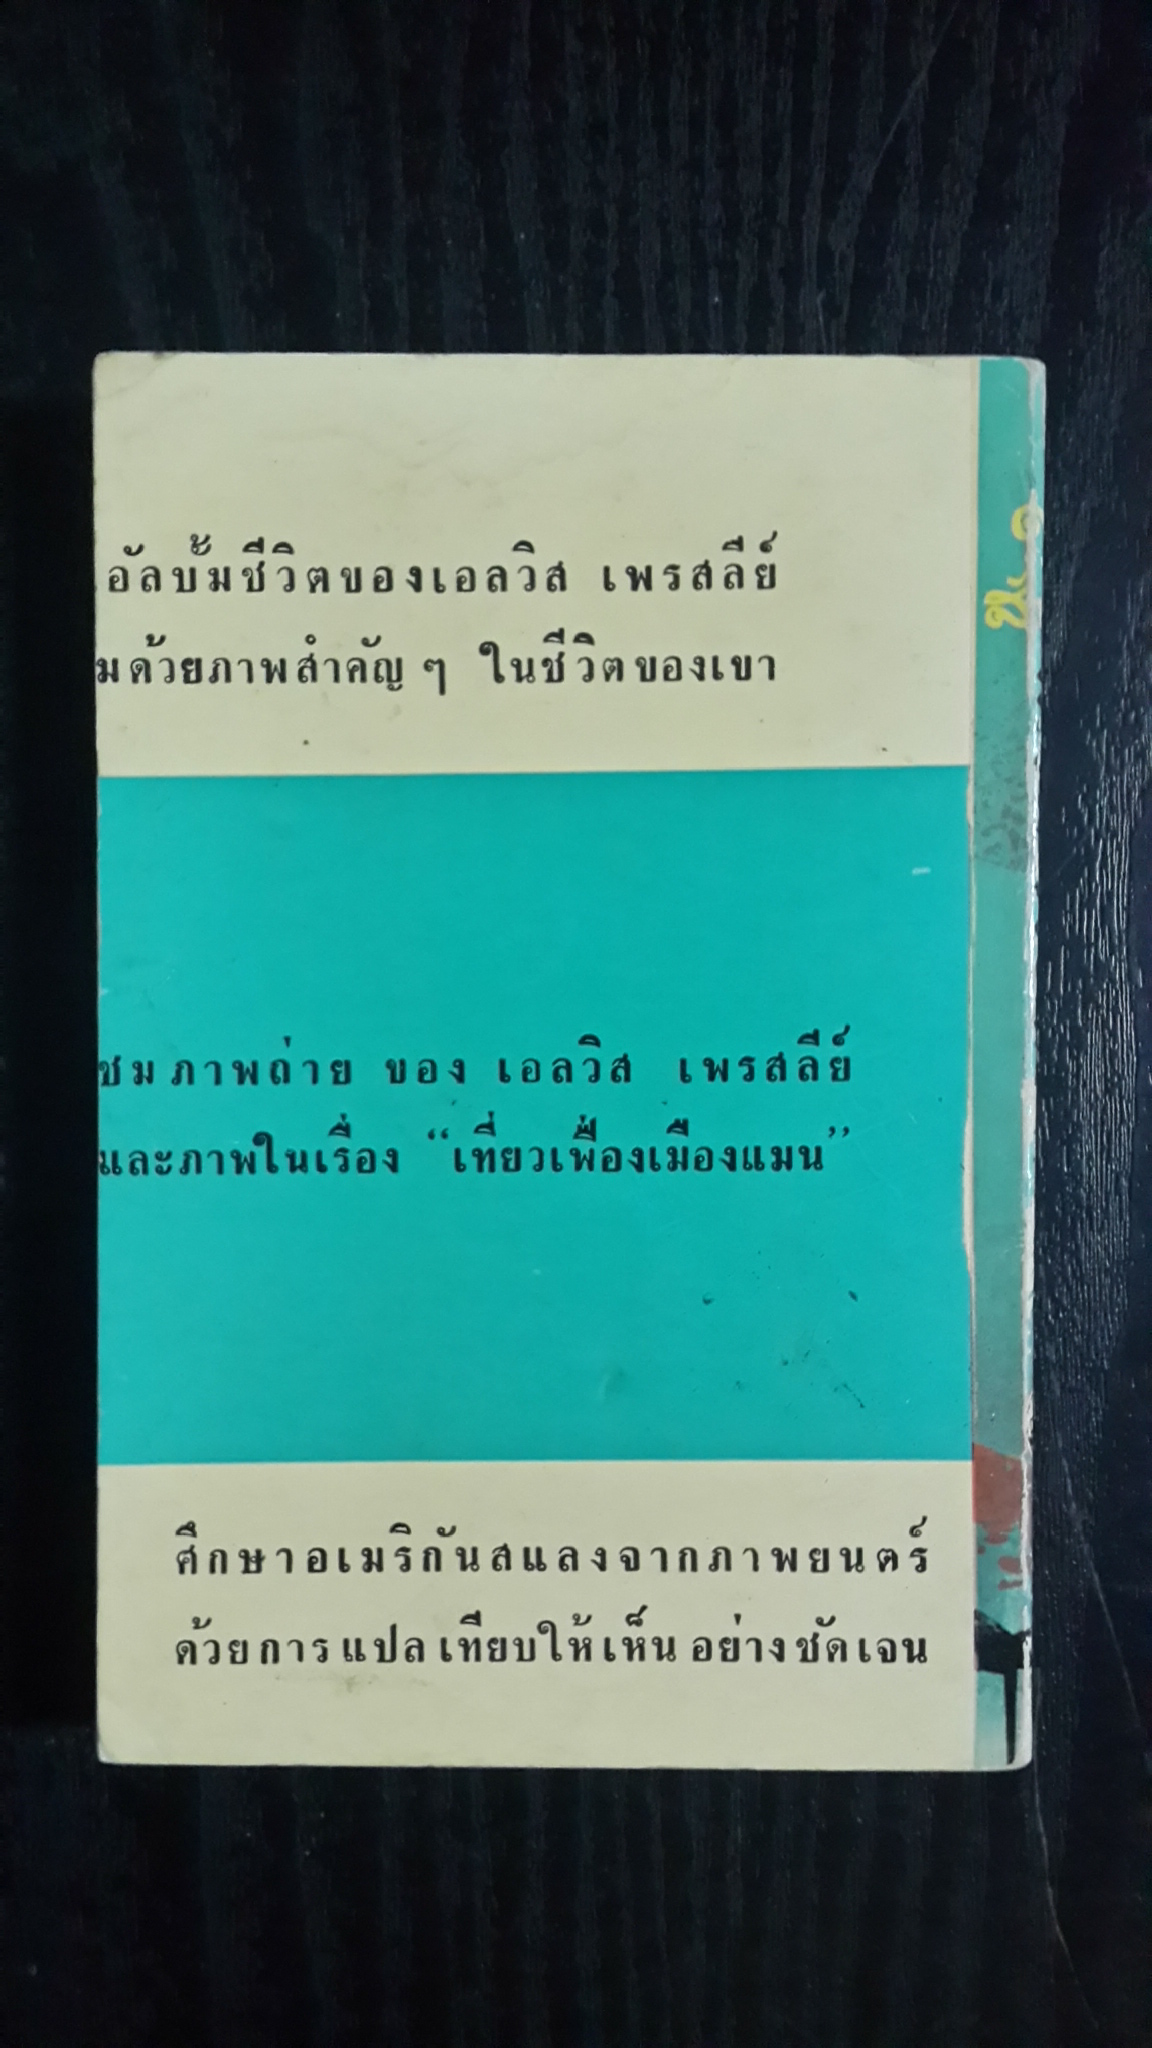 อัลบั้มชีวิตของเอลวิส เพรสลีย์
มด้วยภาพสำคัญ ๆ ในชีวิตของเขา
ชมภาพถ่าย ของ เอลวิส เพรสลีย์
และภาพในเรื่อง “เที่ยวเฟื่องเมืองแมน”
ศึกษาอเมริกันสแลงจากภาพยนตร์
ด้วยการแปลเทียบให้เห็นอย่างชัดเจน